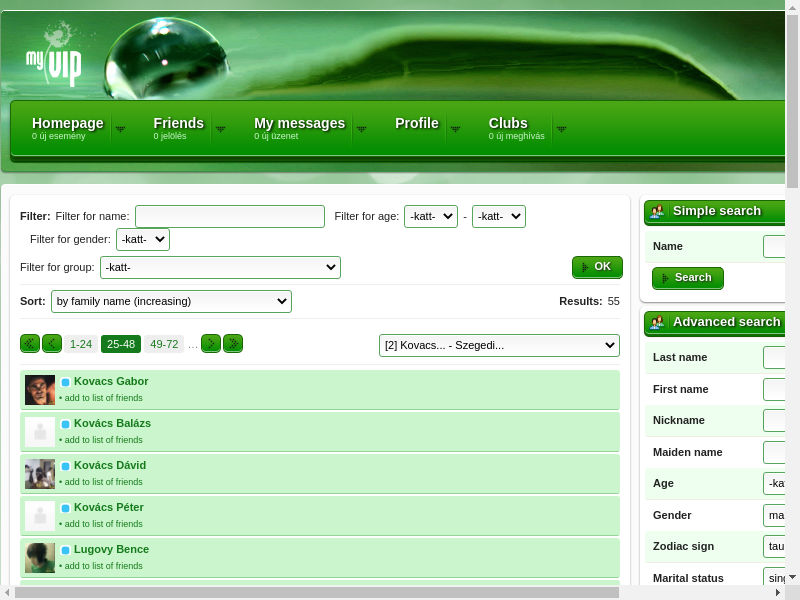 my VIP
Homepage
0 új esemény
Friends
0 jelölés
My messages
0 új üzenet
Profile
Clubs
0 új meghívás
Filter: Filter for name: Filter for age: -katt- - -katt-
Filter for gender: -katt-
Filter for group: -katt- OK
Sort: by family name (increasing) Results: 55
1-24 25-48 49-72 ... [2] Kovacs... - Szegedi...
Kovacs Gabor
• add to list of friends
Kovács Balázs
• add to list of friends
Kovács Dávid
• add to list of friends
Kovács Péter
• add to list of friends
Lugovy Bence
• add to list of friends
Simple search
Name
Search
Advanced search
Last name
First name
Nickname
Maiden name
Age -ka
Gender ma
Zodiac sign tau
Marital status sing